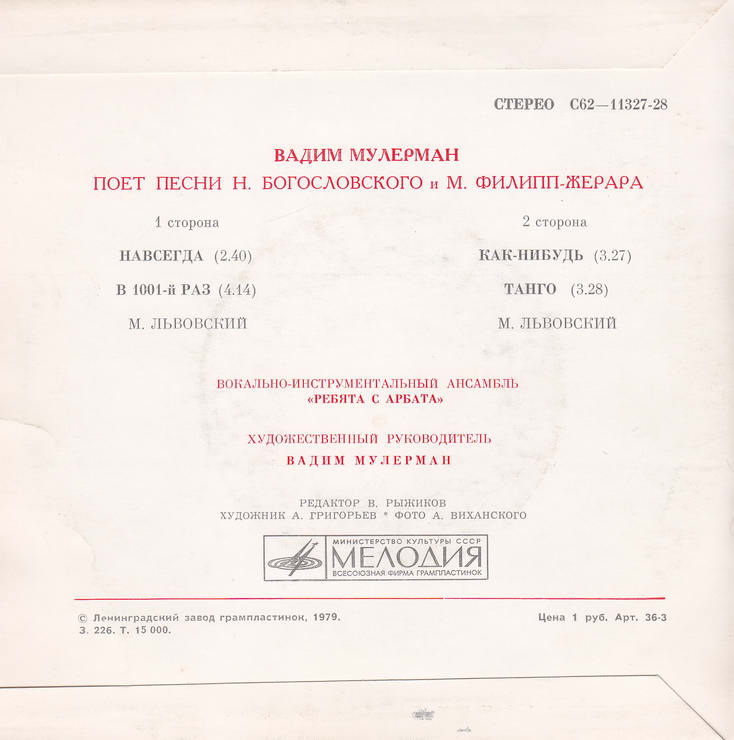 СТЕРЕО С62—11327-28
ВАДИМ МУЛЕРМАН
ПОЕТ ПЕСНИ Н. БОГОСЛОВСКОГО и М. ФИЛИПП-ЖЕРАРА
1 сторона
НАВСЕГДА (2.40)
В 1001-й РАЗ (4.14)
М. ЛЬВОВСКИЙ
2 сторона
КАК-НИБУДЬ (3.27)
ТАНГО (3.28)
М. ЛЬВОВСКИЙ
ВОКАЛЬНО-ИНСТРУМЕНТАЛЬНЫЙ АНСАМБЛЬ
«РЕБЯТА С АРБАТА»
ХУДОЖЕСТВЕННЫЙ РУКОВОДИТЕЛЬ
ВАДИМ МУЛЕРМАН
РЕДАКТОР В. РЫЖИКОВ
ХУДОЖНИК А. ГРИГОРЬЕВ * ФОТО А. ВИХАНСКОГО
МИНИСТЕРСТВО КУЛЬТУРЫ СССР
МЕЛОДИЯ
ВСЕСОЮЗНАЯ ФИРМА ГРАМПЛАСТИНОК
© Ленинградский завод грампластинок, 1979.
З. 226. Т. 15 000.
Цена 1 руб. Арт. 36-3